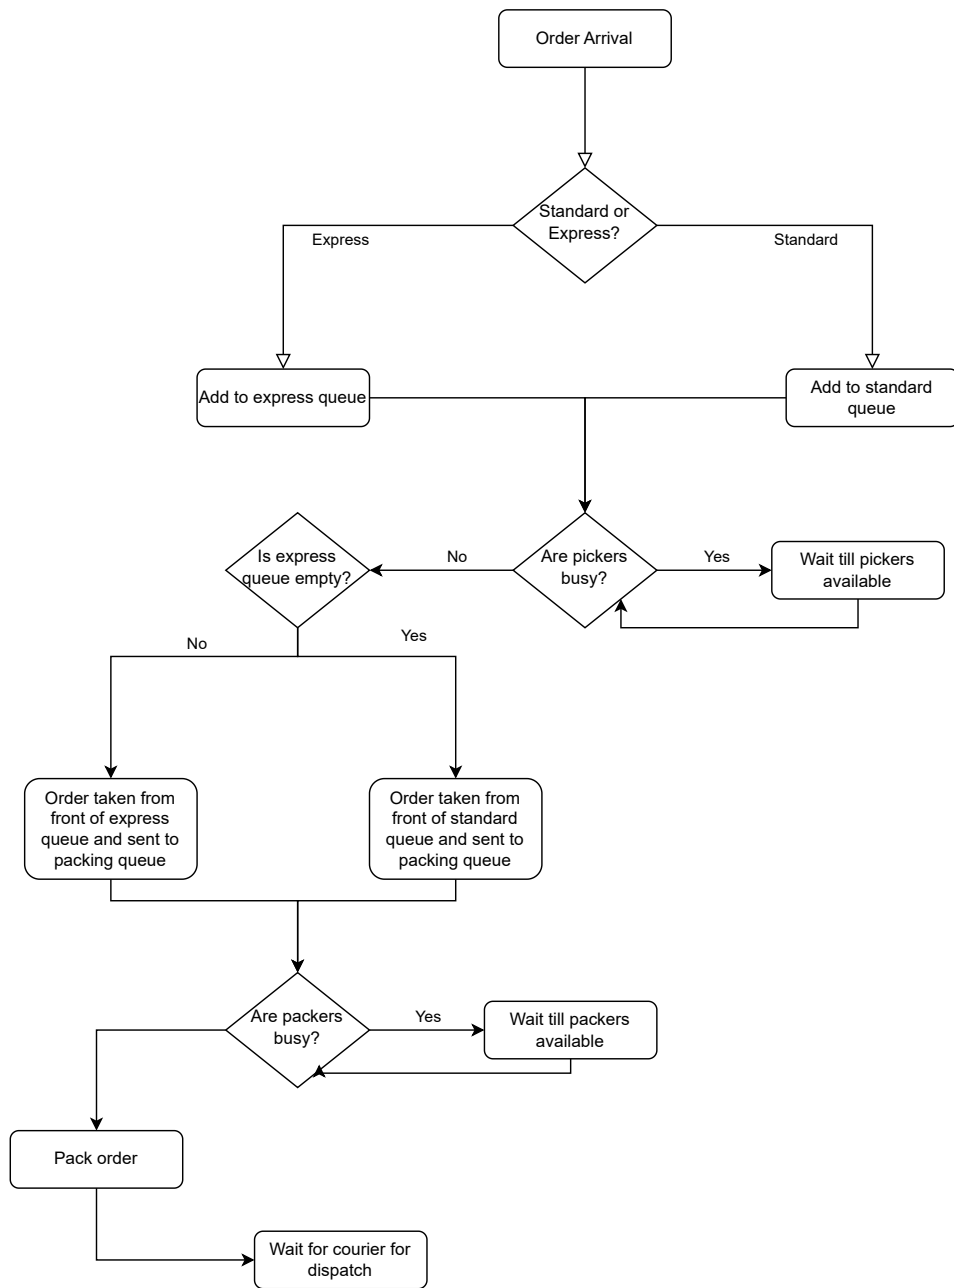 Order Arrival
Standard or
Express?
Express
Standard
Add to express queue
Add to standard
queue
Is express
queue empty?
No
Are pickers
busy?
Yes
Wait till pickers
available
No
Yes
Order taken from
front of express
queue and sent to
packing queue
Order taken from
front of standard
queue and sent to
packing queue
Are packers
busy?
Yes
Wait till packers
available
Pack order
Wait for courier for
dispatch